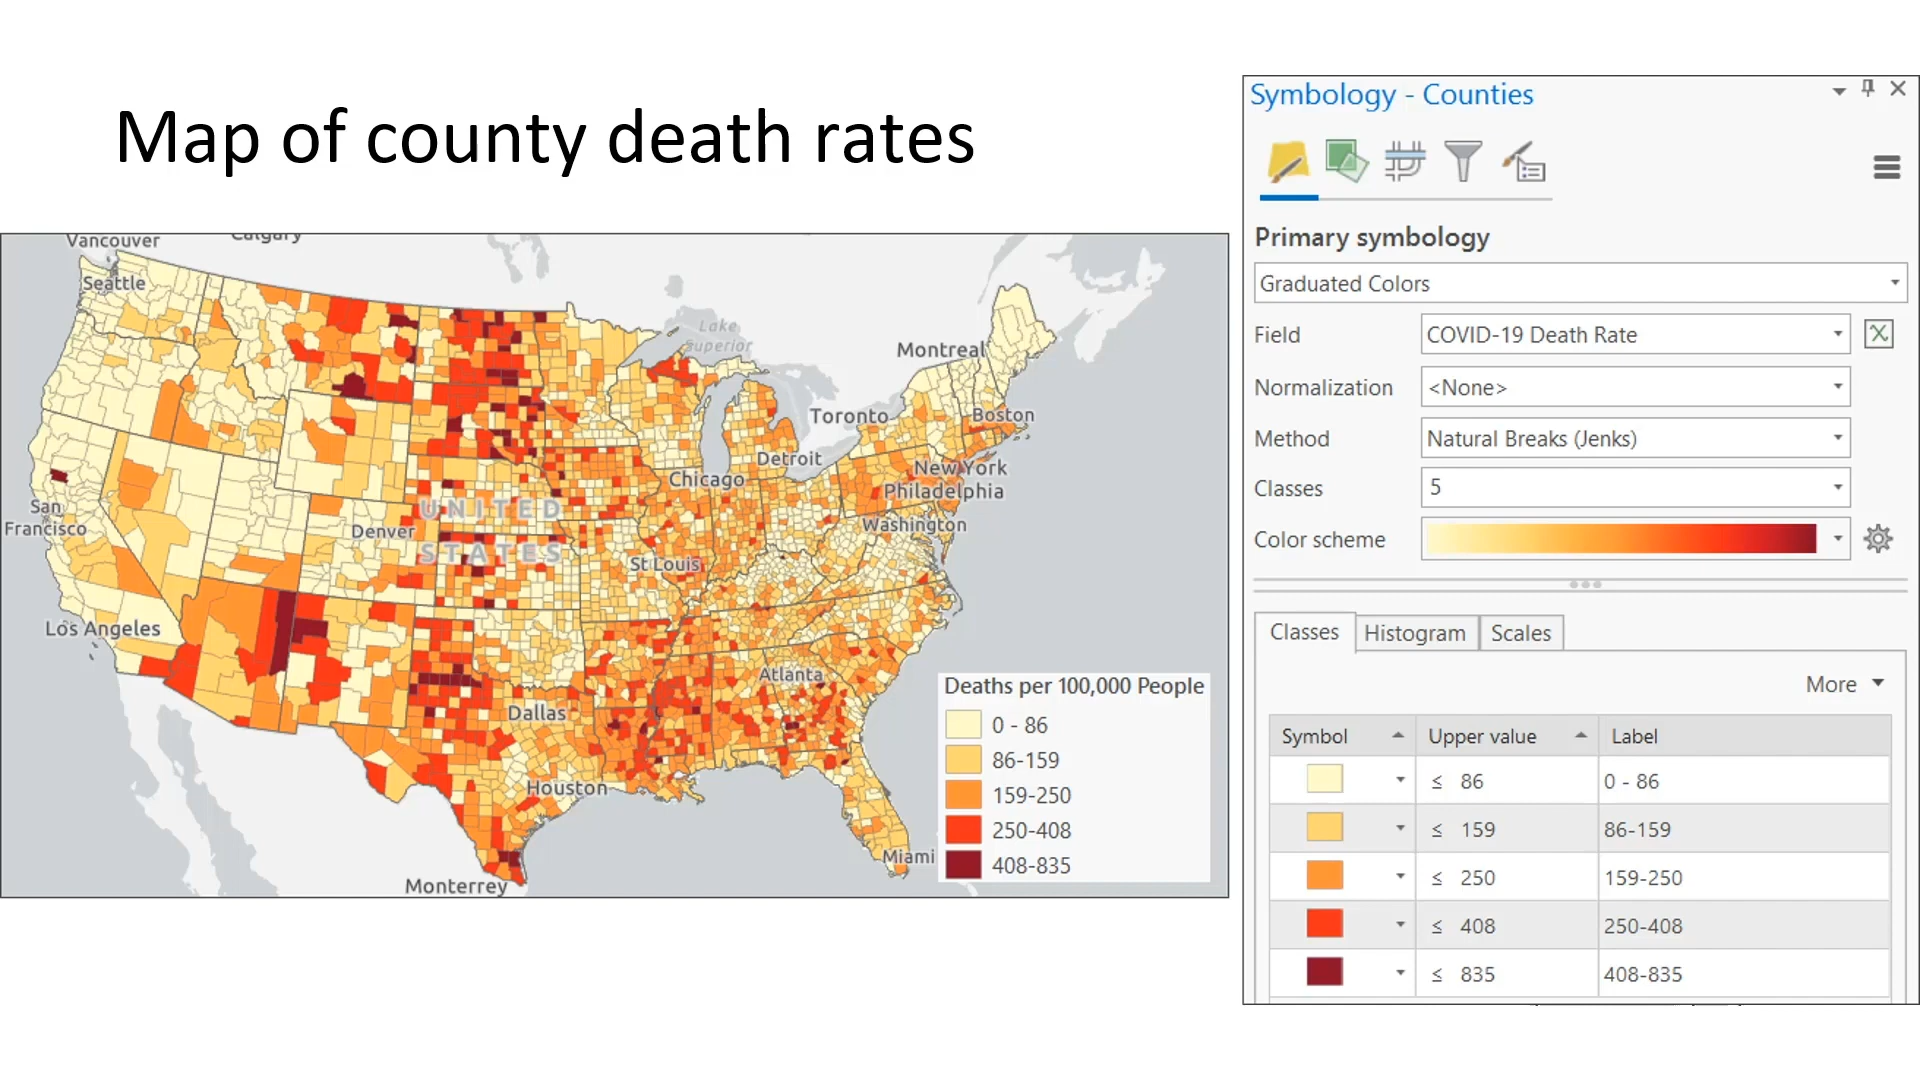 Map of county death rates
Vancouver
Calgary
Seattle
Lake
Superior
Montreal
Toronto
Boston
Detroit
New York
Chicago
Philadelphia
San
Francisco
UNITED
Denver
Washington
STATES
St Louis
Los Angeles
Atlanta
Dallas
Houston
Miami
Monterrey
Deaths per 100,000 People
0 - 86
86-159
159-250
250-408
408-835
Symbology - Counties
Primary symbology
Graduated Colors
Field COVID-19 Death Rate
Normalization <None>
Method Natural Breaks (Jenks)
Classes 5
Color scheme
Classes Histogram Scales
More
Symbol Upper value Label
≤ 86 0 - 86
≤ 159 86-159
≤ 250 159-250
≤ 408 250-408
≤ 835 408-835